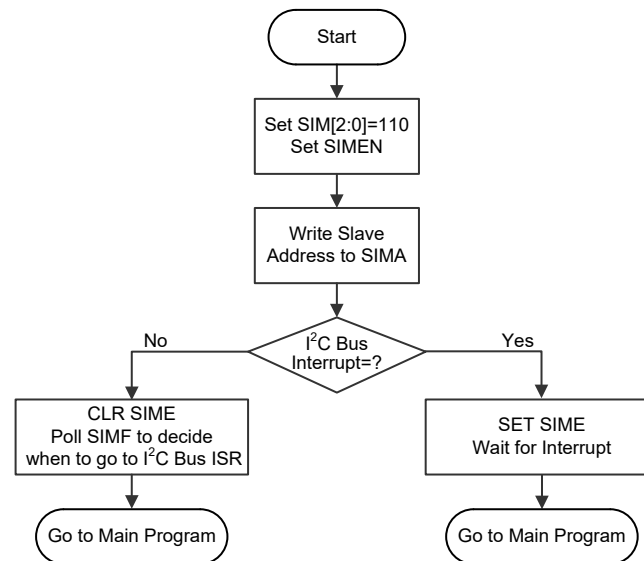 Start
Set SIM[2:0]=110
Set SIMEN
Write Slave
Address to SIMA
I²C Bus
Interrupt=?
No
Yes
CLR SIME
Poll SIMF to decide
when to go to I²C Bus ISR
SET SIME
Wait for Interrupt
Go to Main Program
Go to Main Program